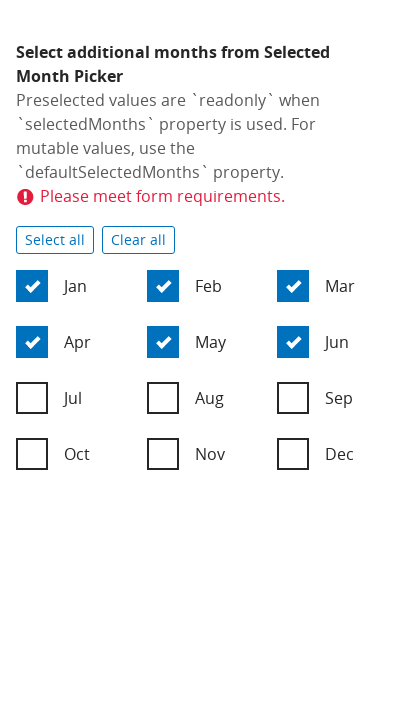 Select additional months from Selected
Month Picker
Preselected values are `readonly` when
`selectedMonths` property is used. For
mutable values, use the
`defaultSelectedMonths` property.
Please meet form requirements.
Select all Clear all
Jan Feb Mar
Apr May Jun
Jul Aug Sep
Oct Nov Dec